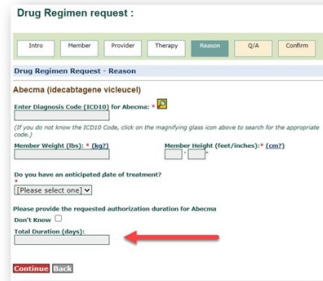 Drug Regimen request :
Intro
Member
Provider
Therapy
Reason
Q/A
Confirm
Drug Regimen Request - Reason
Abecma (idecabtagene vicleucel)
Enter Diagnosis Code (ICD10) for Abecma: *
(If you do not know the ICD10 Code, click on the magnifying glass icon above to search for the appropriate
code.)
Member Weight (lbs): * (kg?)
Member Height (feet/inches):* (cm?)
Do you have an anticipated date of treatment?
*
[Please select one]
Please provide the requested authorization duration for Abecma
Don't Know
Total Duration (days):
Continue Back